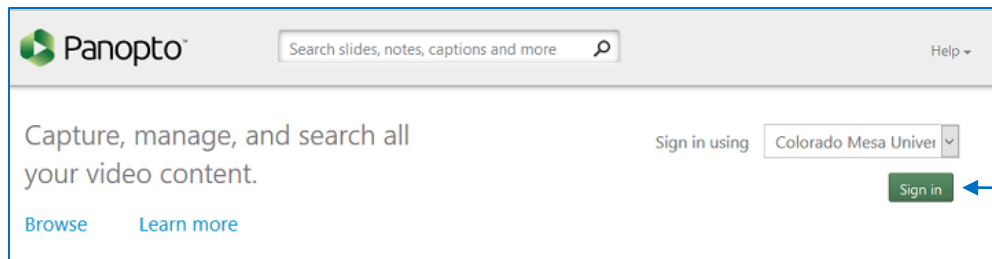 Panopto™
Search slides, notes, captions and more
Help
Capture, manage, and search all
your video content.
Sign in using
Colorado Mesa Univer
Sign in
Browse
Learn more